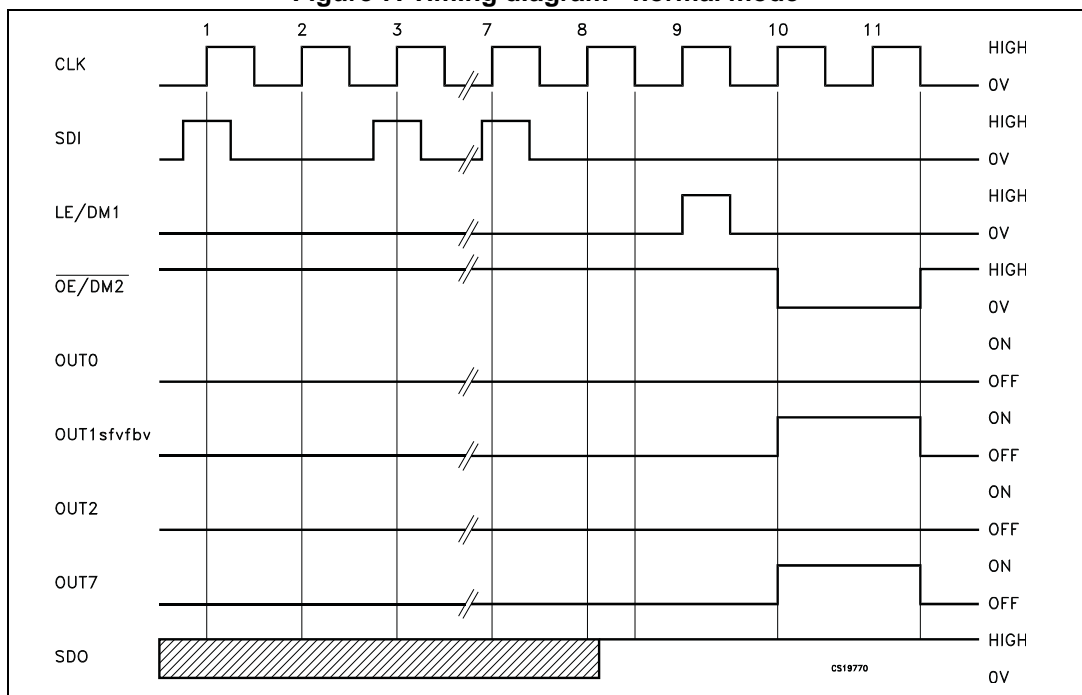 Figure 7. Timing diagram - normal mode
1 2 3 7 8 9 10 11
CLK HIGH
0V
SDI HIGH
0V
LE/DM1 HIGH
0V
OE/DM2 HIGH
0V
OUT0 ON
OFF
OUT1sfvfbv ON
OFF
OUT2 ON
OFF
OUT7 ON
OFF
SDO HIGH
CS19770
0V